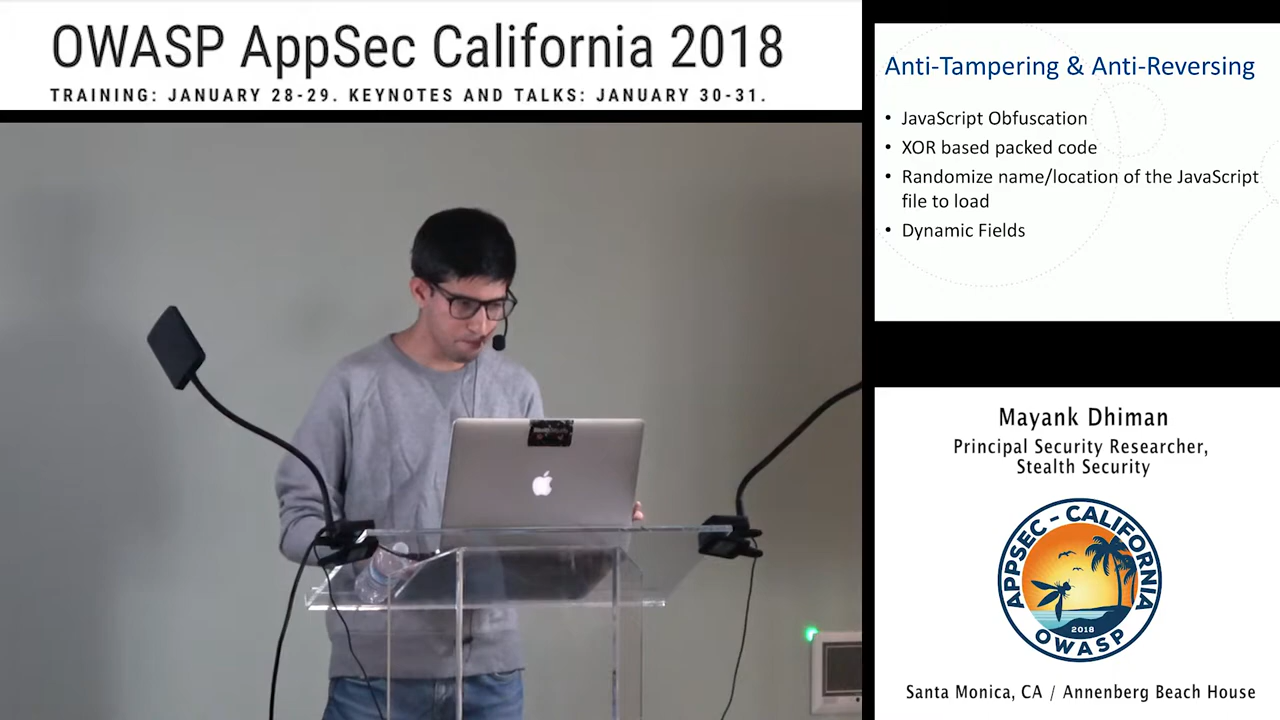 OWASP AppSec California 2018
TRAINING: JANUARY 28-29. KEYNOTES AND TALKS: JANUARY 30-31.
Anti-Tampering & Anti-Reversing
• JavaScript Obfuscation
• XOR based packed code
• Randomize name/location of the JavaScript
file to load
• Dynamic Fields
Mayank Dhiman
Principal Security Researcher,
Stealth Security
APPSEC - CALIFORNIA
2018
OWASP
Santa Monica, CA / Annenberg Beach House